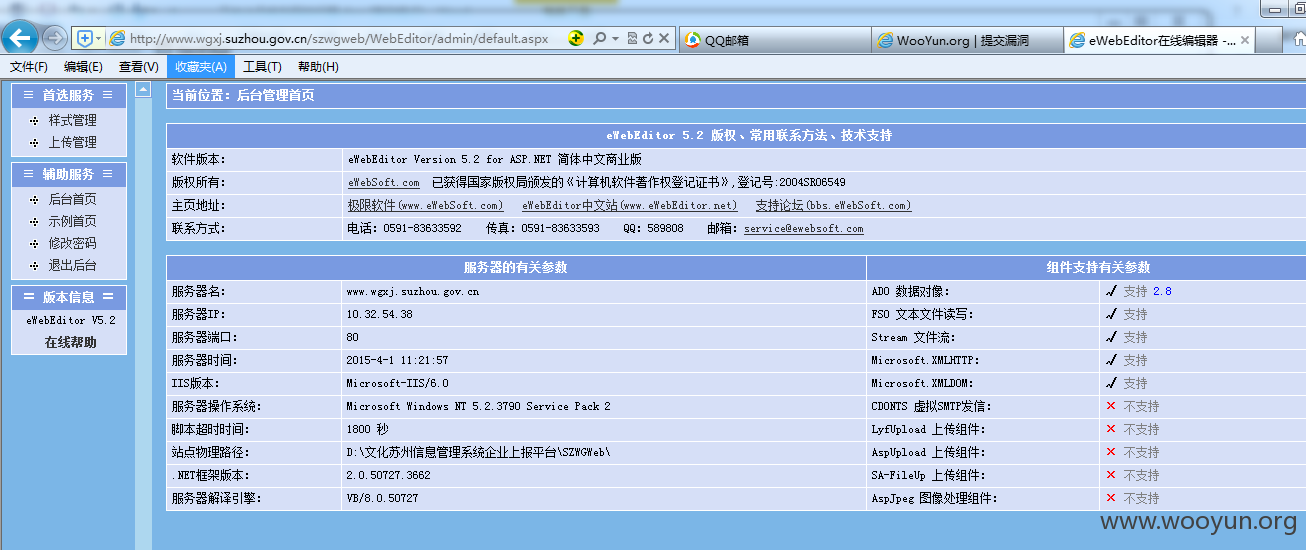 http://www.wgxj.suzhou.gov.cn/szwgweb/WebEditor/admin/default.aspx
QQ邮箱
WooYun.org | 提交漏洞
eWebEditor在线编辑器 -...
文件(F) 编辑(E) 查看(V) 收藏夹(A) 工具(T) 帮助(H)
首选服务
样式管理
上传管理
辅助服务
后台首页
示例首页
修改密码
退出后台
版本信息
eWebEditor V5.2
在线帮助
当前位置：后台管理首页
eWebEditor 5.2 版权、常用联系方法、技术支持
软件版本： eWebEditor Version 5.2 for ASP.NET 简体中文商业版
版权所有： eWebSoft.com 已获得国家版权局颁发的《计算机软件著作权登记证书》,登记号:2004SR06549
主页地址： 极限软件(www.eWebSoft.com) eWebEditor中文站(www.eWebEditor.net) 支持论坛(bbs.eWebSoft.com)
联系方式： 电话：0591-83633592 传真：0591-83633593 QQ：589808 邮箱：service@ewebsoft.com
服务器的有关参数 组件支持有关参数
服务器名： www.wgxj.suzhou.gov.cn ADO 数据对像： 支持 2.8
服务器IP： 10.32.54.38 FSO 文本文件读写： 支持
服务器端口： 80 Stream 文件流： 支持
服务器时间： 2015-4-1 11:21:57 Microsoft.XMLHTTP： 支持
IIS版本： Microsoft-IIS/6.0 Microsoft.XMLDOM： 支持
服务器操作系统： Microsoft Windows NT 5.2.3790 Service Pack 2 CDONTS 虚拟SMTP发信： 不支持
脚本超时时间： 1800 秒 LyfUpload 上传组件： 不支持
站点物理路径： D:\文化苏州信息管理系统企业上报平台\SZWGWeb\ AspUpload 上传组件： 不支持
.NET框架版本： 2.0.50727.3662 SA-FileUp 上传组件： 不支持
服务器解译引擎： VB/8.0.50727 AspJpeg 图像处理组件： 不支持
www.wooyun.org